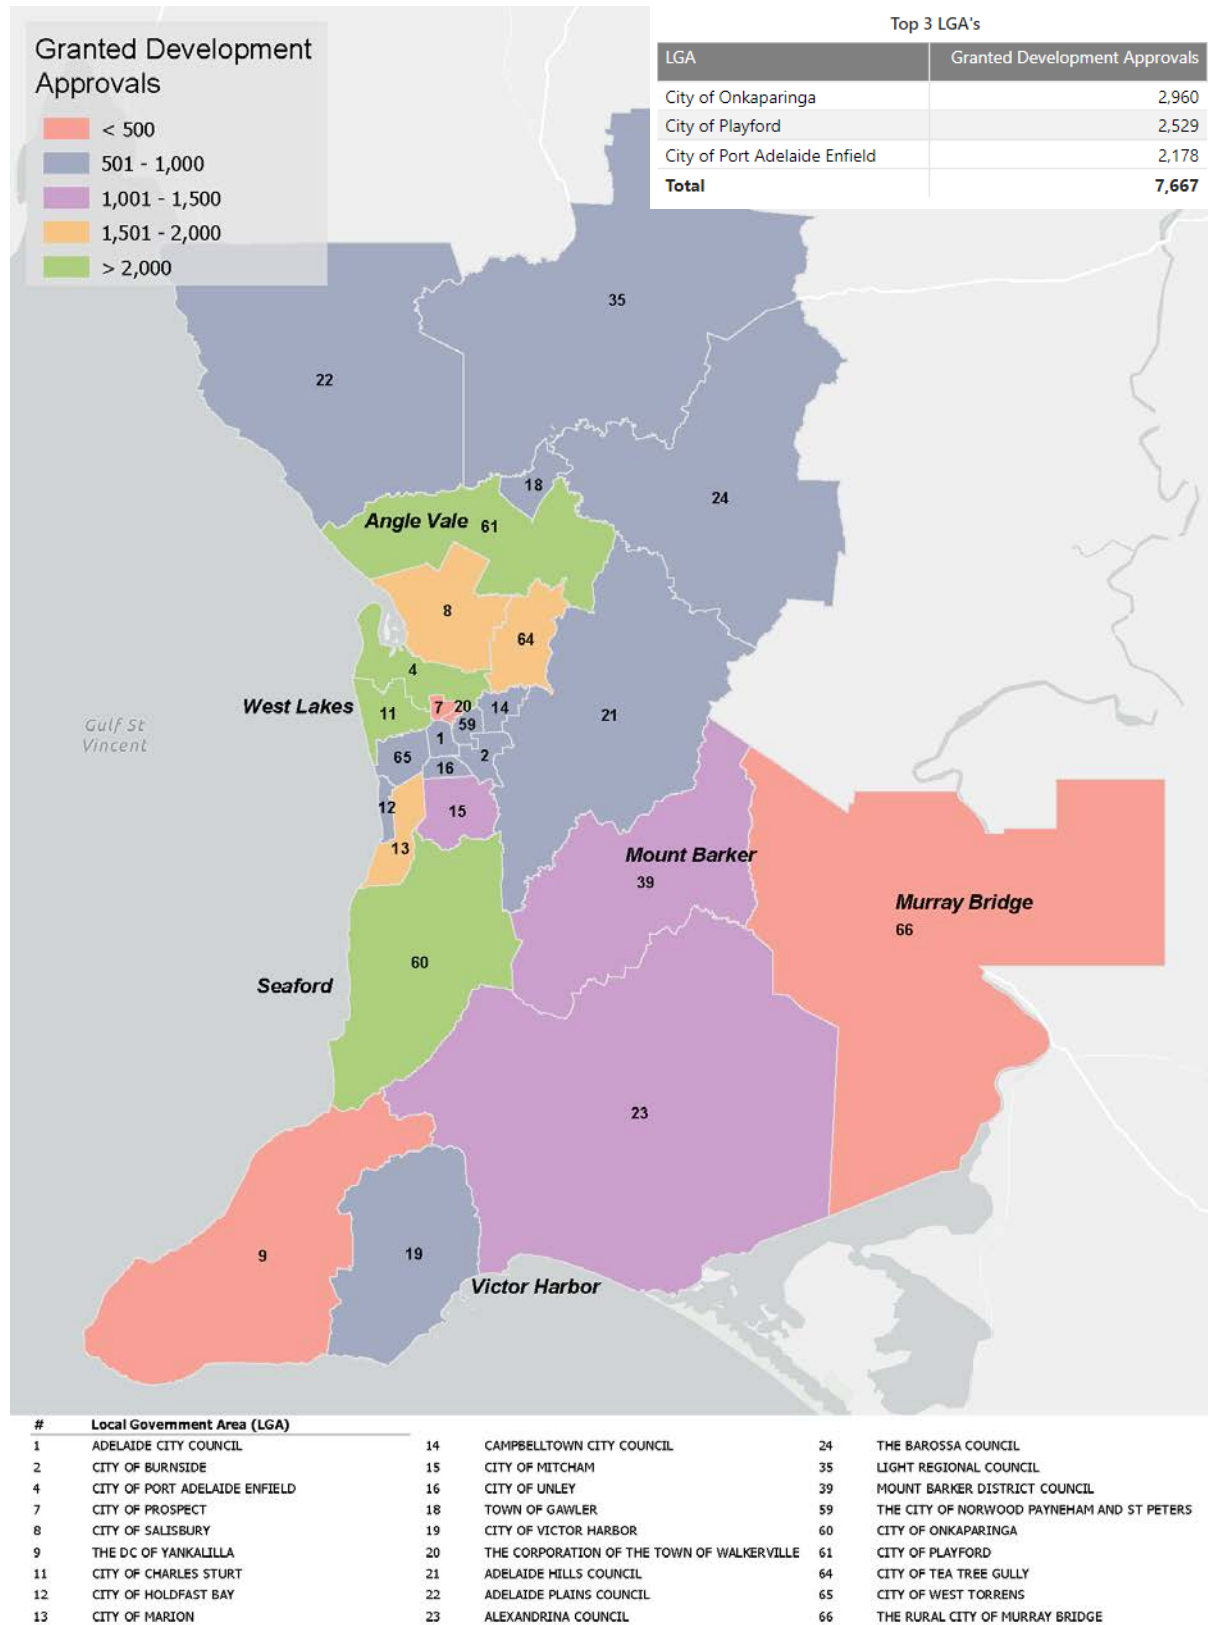 Granted Development
Approvals
< 500
501 - 1,000
1,001 - 1,500
1,501 - 2,000
> 2,000
Top 3 LGA's
LGA Granted Development Approvals
City of Onkaparinga 2,960
City of Playford 2,529
City of Port Adelaide Enfield 2,178
Total 7,667
35
22
18
24
Angle Vale 61
8
64
4
West Lakes
7 20 14
11
59
21
Gulf St
Vincent
1
65
2
16
12
15
13
Mount Barker
39
Murray Bridge
66
60
Seaford
23
9
19
Victor Harbor
# Local Government Area (LGA)
1 ADELAIDE CITY COUNCIL 14 CAMPBELLTOWN CITY COUNCIL 24 THE BAROSSA COUNCIL
2 CITY OF BURNSIDE 15 CITY OF MITCHAM 35 LIGHT REGIONAL COUNCIL
4 CITY OF PORT ADELAIDE ENFIELD 16 CITY OF UNLEY 39 MOUNT BARKER DISTRICT COUNCIL
7 CITY OF PROSPECT 18 TOWN OF GAWLER 59 THE CITY OF NORWOOD PAYNEHAM AND ST PETERS
8 CITY OF SALISBURY 19 CITY OF VICTOR HARBOR 60 CITY OF ONKAPARINGA
9 THE DC OF YANKALILLA 20 THE CORPORATION OF THE TOWN OF WALKERVILLE 61 CITY OF PLAYFORD
11 CITY OF CHARLES STURT 21 ADELAIDE HILLS COUNCIL 64 CITY OF TEA TREE GULLY
12 CITY OF HOLDFAST BAY 22 ADELAIDE PLAINS COUNCIL 65 CITY OF WEST TORRENS
13 CITY OF MARION 23 ALEXANDRINA COUNCIL 66 THE RURAL CITY OF MURRAY BRIDGE